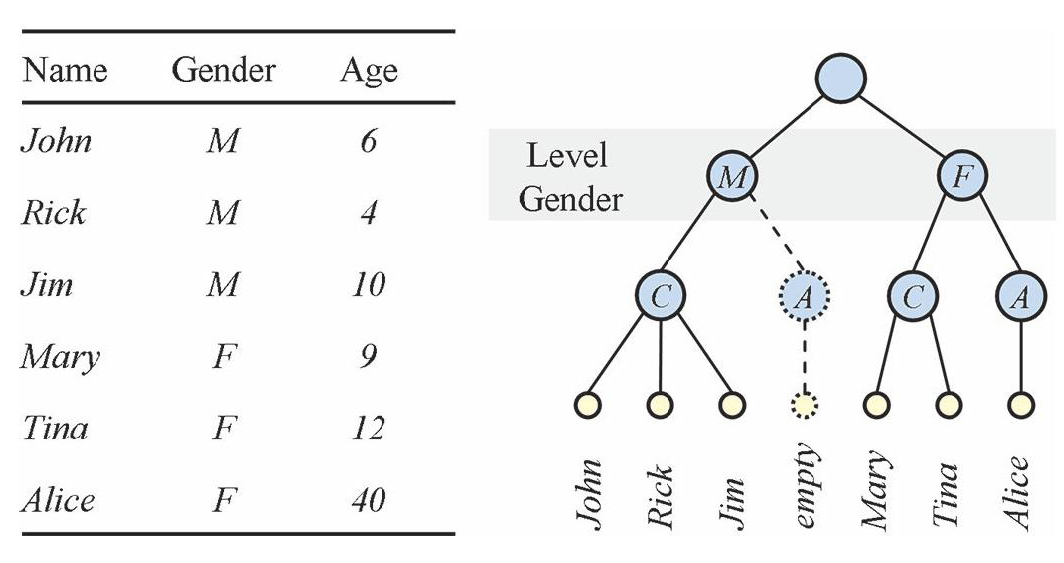 Name Gender Age
John M 6
Rick M 4
Jim M 10
Mary F 9
Tina F 12
Alice F 40
Level
Gender
M F
C A C A
John Rick Jim empty Mary Tina Alice